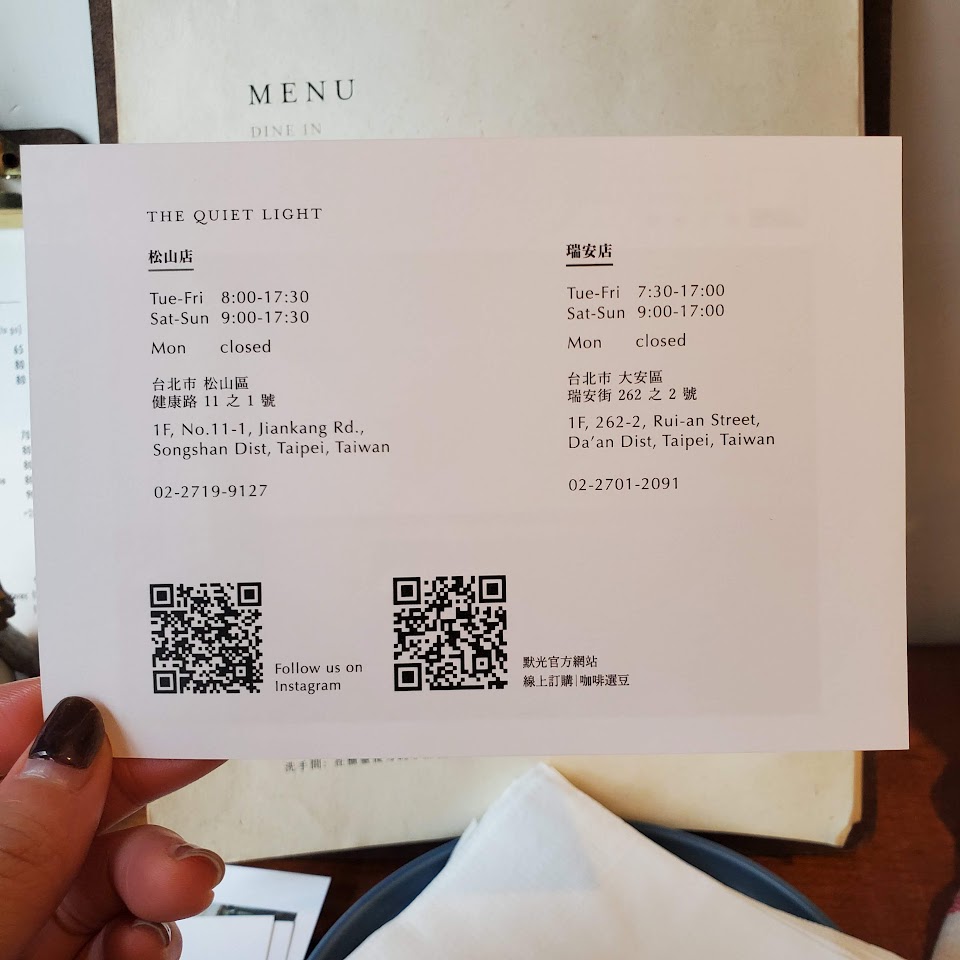 MENU
DINE IN
THE QUIET LIGHT
松山店
Tue-Fri 8:00-17:30
Sat-Sun 9:00-17:30
Mon closed
台北市 松山區
健康路 11 之 1 號
1F, No.11-1, Jiankang Rd.,
Songshan Dist, Taipei, Taiwan
02-2719-9127
瑞安店
Tue-Fri 7:30-17:00
Sat-Sun 9:00-17:00
Mon closed
台北市 大安區
瑞安街 262 之 2 號
1F, 262-2, Rui-an Street,
Da’an Dist, Taipei, Taiwan
02-2701-2091
Follow us on
Instagram
默光官方網站
線上訂購|咖啡選豆
洗手間: